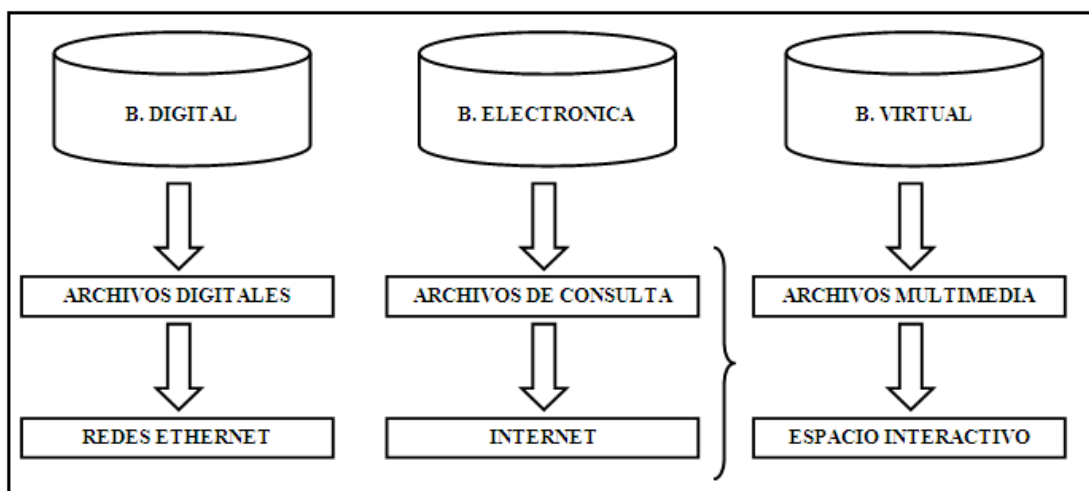 B. DIGITAL
B. ELECTRONICA
B. VIRTUAL
ARCHIVOS DIGITALES
ARCHIVOS DE CONSULTA
ARCHIVOS MULTIMEDIA
REDES ETHERNET
INTERNET
ESPACIO INTERACTIVO